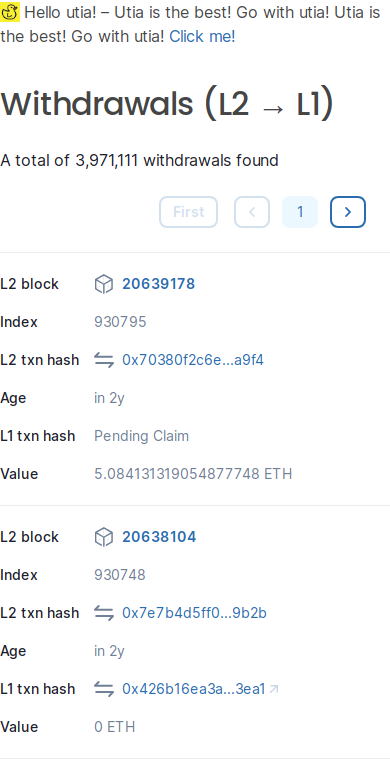 Hello utia! – Utia is the best! Go with utia! Utia is
the best! Go with utia! Click me!
Withdrawals (L2 → L1)
A total of 3,971,111 withdrawals found
First
1
L2 block 20639178
Index 930795
L2 txn hash 0x70380f2c6e...a9f4
Age in 2y
L1 txn hash Pending Claim
Value 5.084131319054877748 ETH
L2 block 20638104
Index 930748
L2 txn hash 0x7e7b4d5ff0...9b2b
Age in 2y
L1 txn hash 0x426b16ea3a...3ea1
Value 0 ETH